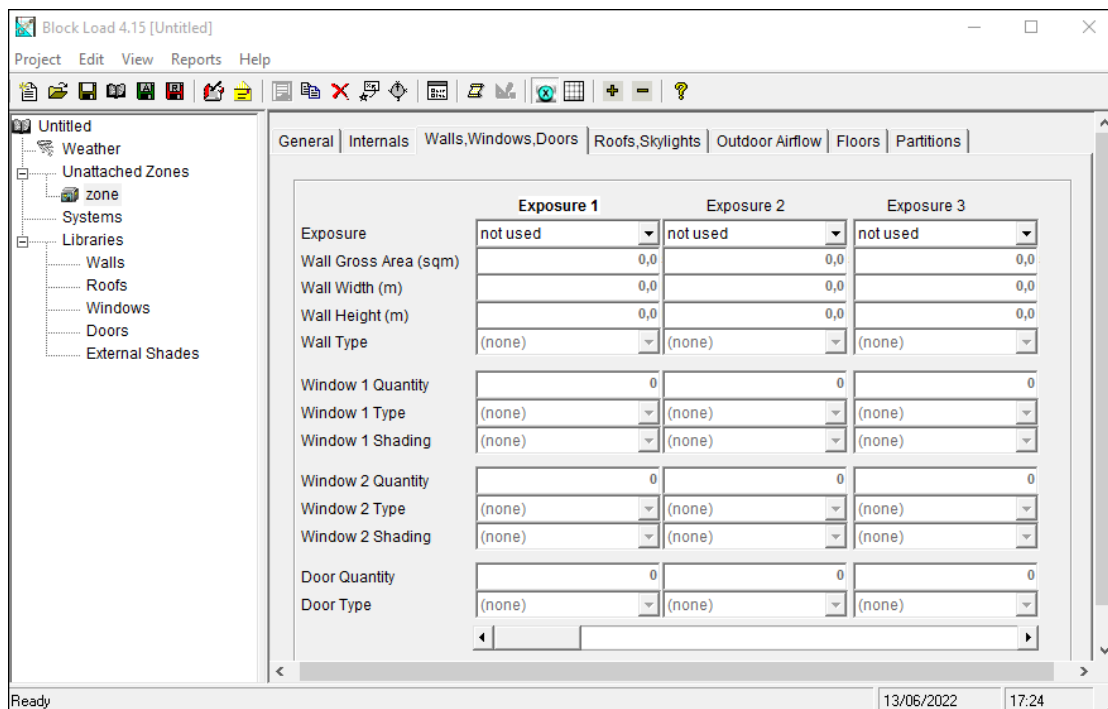 Block Load 4.15 [Untitled]
Project Edit View Reports Help
Untitled
Weather
Unattached Zones
zone
Systems
Libraries
Walls
Roofs
Windows
Doors
External Shades
General Internals Walls,Windows,Doors Roofs,Skylights Outdoor Airflow Floors Partitions
Exposure 1 Exposure 2 Exposure 3
Exposure not used not used not used
Wall Gross Area (sqm) 0,0 0,0 0,0
Wall Width (m) 0,0 0,0 0,0
Wall Height (m) 0,0 0,0 0,0
Wall Type (none) (none) (none)
Window 1 Quantity 0 0 0
Window 1 Type (none) (none) (none)
Window 1 Shading (none) (none) (none)
Window 2 Quantity 0 0 0
Window 2 Type (none) (none) (none)
Window 2 Shading (none) (none) (none)
Door Quantity 0 0 0
Door Type (none) (none) (none)
Ready 13/06/2022 17:24